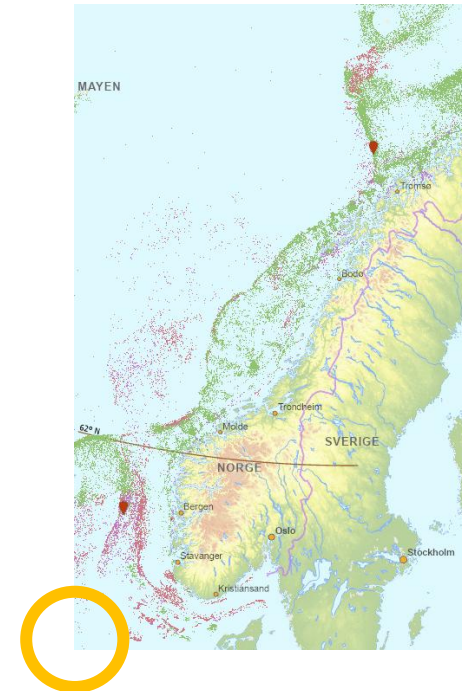 MAYEN
Tromsø
Bodø
Trondheim
62° N
Molde
SVERIGE
NORGE
Bergen
Oslo
Stockholm
Stavanger
Kristiansand